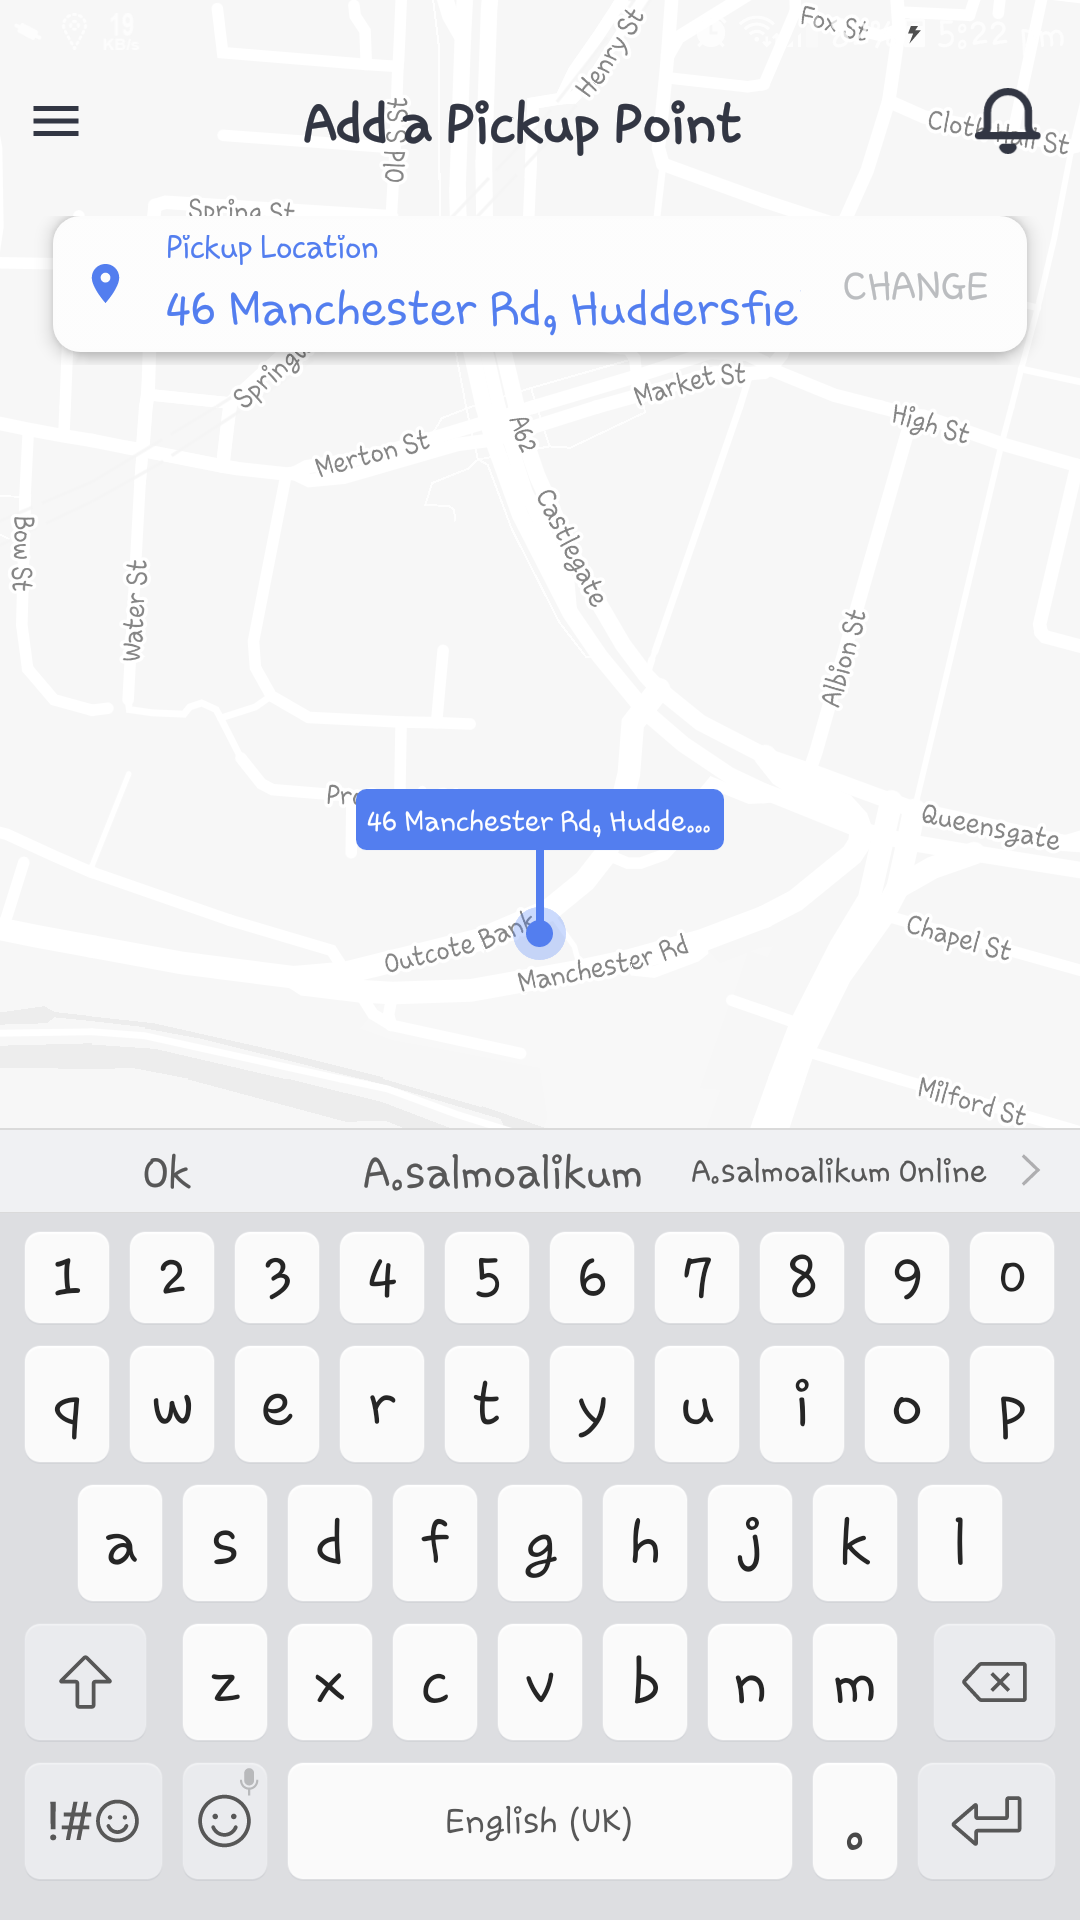 19
KB/s
5:22 pm
Fox St
Henry St
Old S St
Add a Pickup Point
Cloth Hall St
Spring St
Pickup Location
46 Manchester Rd, Huddersfie
CHANGE
Market St
High St
A62
Merton St
Castlegate
Bow St
Water St
Albion St
46 Manchester Rd, Hudde...
Queensgate
Outcote Bank
Manchester Rd
Chapel St
Milford St
Ok
A.salmoalikum
A.salmoalikum Online
1 2 3 4 5 6 7 8 9 0
q w e r t y u i o p
a s d f g h j k l
z x c v b n m
!#
English (UK)
.